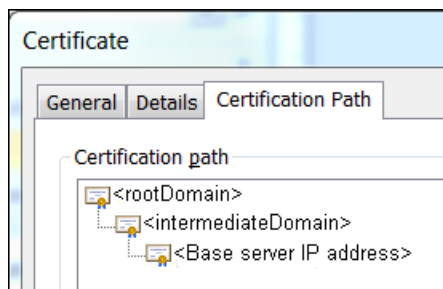 Certificate
General Details Certification Path
Certification path
<rootDomain>
<intermediateDomain>
<Base server IP address>